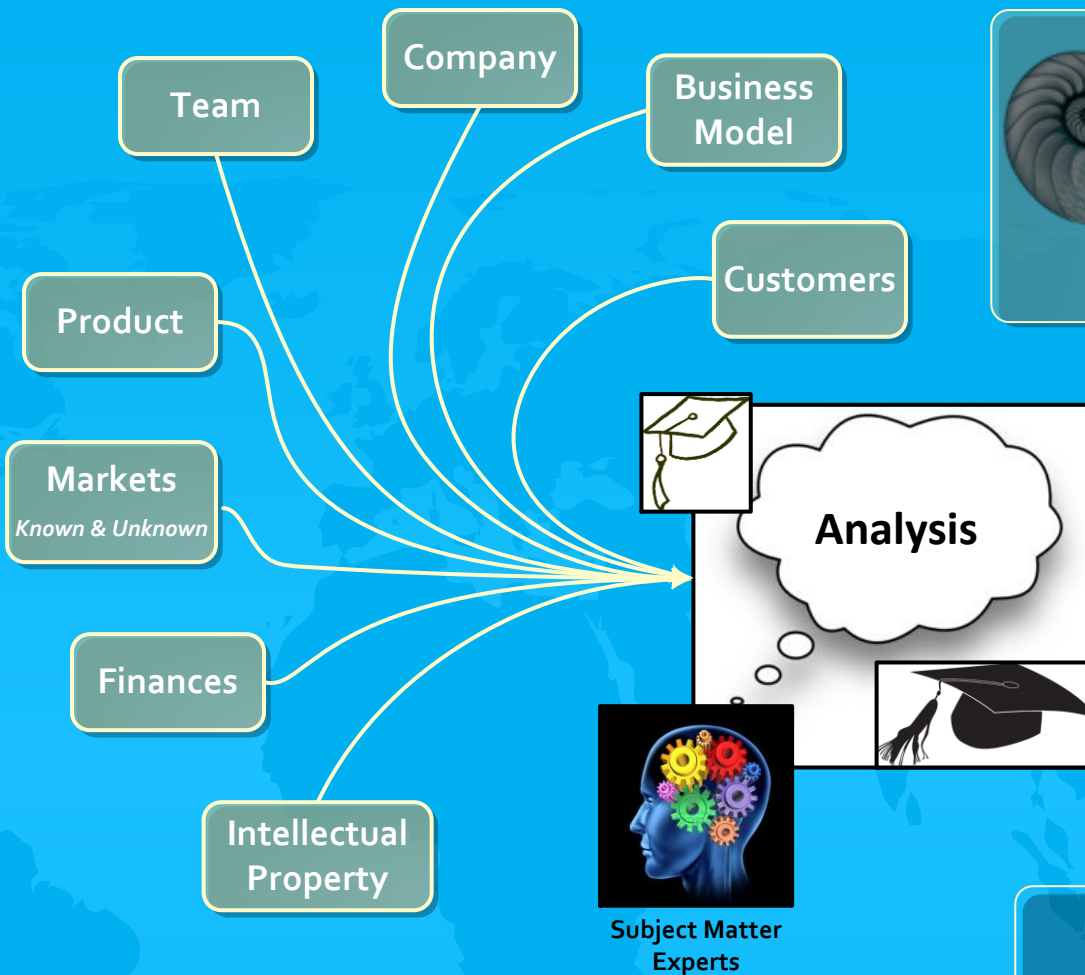 Company
Team
Business
Model
Customers
Product
Markets
Known & Unknown
Analysis
Finances
Intellectual
Property
Subject Matter
Experts